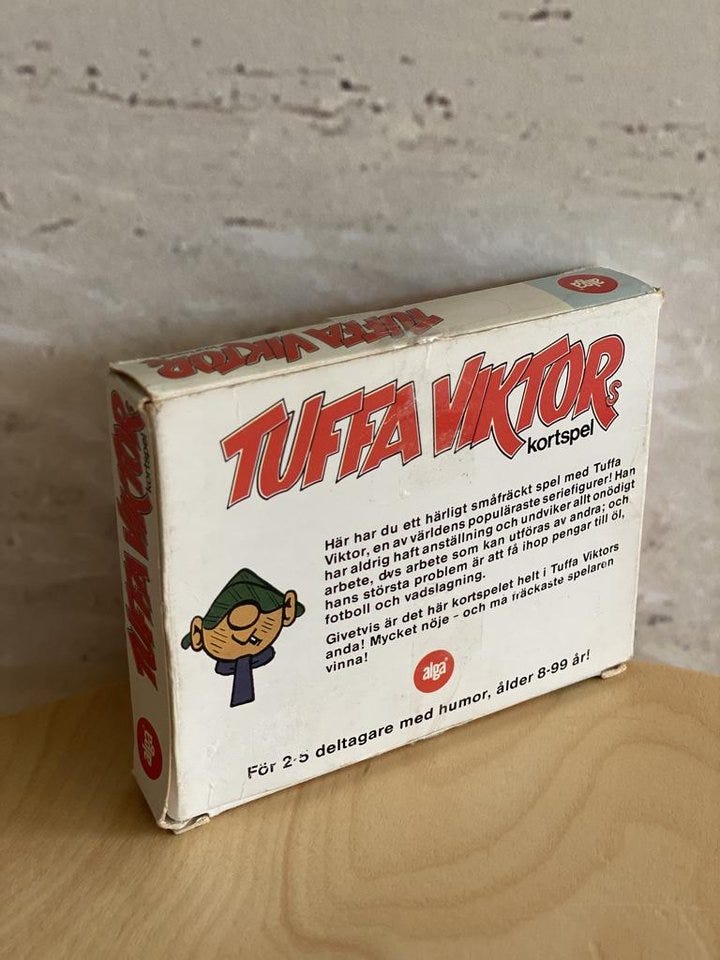 alga
TUFFA VIKTORs
TUFFA VIKTORs
kortspel
TUFFA VIKTORs
kortspel
Här har du ett härligt småfräckt spel med Tuffa
Viktor, en av världens populäraste seriefigurer! Han
har aldrig haft anställning och undviker allt onödigt
arbete, dvs arbete som kan utföras av andra; och
hans största problem är att få ihop pengar till öl,
fotboll och vadslagning.
Givetvis är det här kortspelet helt i Tuffa Viktors
anda! Mycket nöje - och må fräckaste spelaren
vinna!
alga
alga
För 2-5 deltagare med humor, ålder 8-99 år!